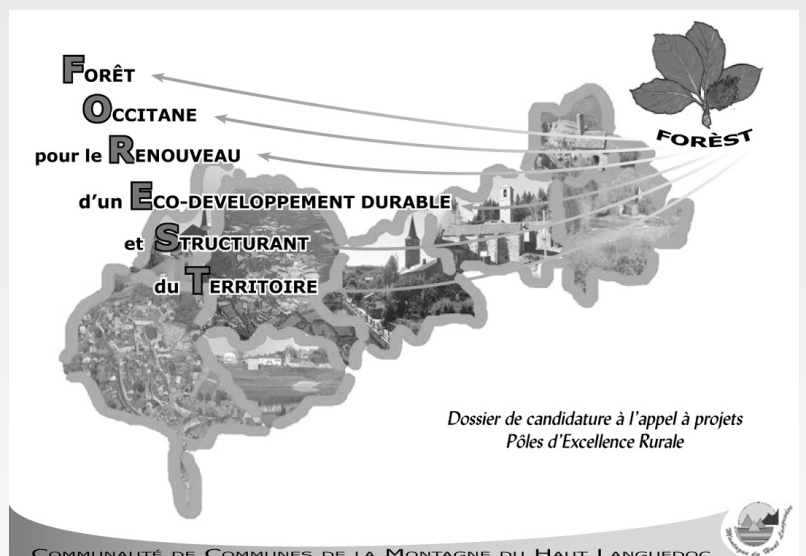 FORÊT
OCCITANE
pour le RENOUVEAU
d'un ECO-DEVELOPPEMENT DURABLE
et STRUCTURANT
du TERRITOIRE
FORÈST
Dossier de candidature à l'appel à projets
Pôles d'Excellence Rurale
COMMUNAUTÉ DE COMMUNES DE LA MONTAGNE DU HAUT LANGUEDOC